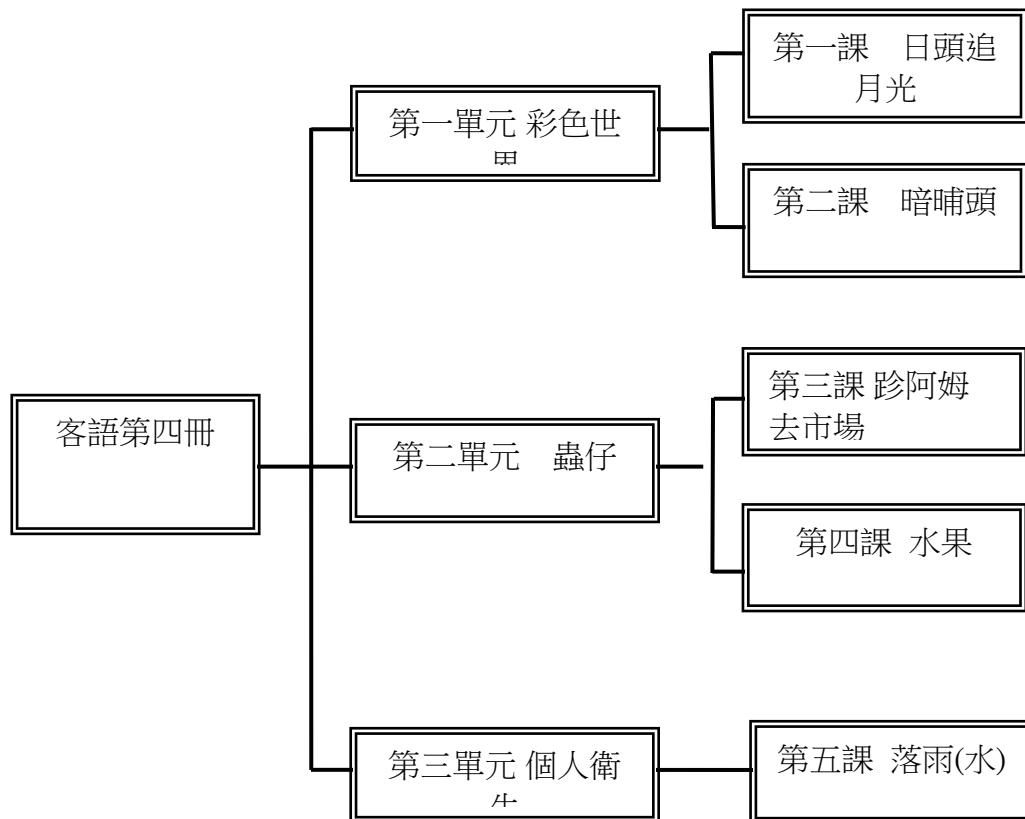 客語第四冊
第一單元 彩色世
第一課 日頭追
月光
第二課 暗晡頭
第二單元 蟲仔
第三課 跈阿姆
去市場
第四課 水果
第三單元 個人衛
第五課 落雨(水)